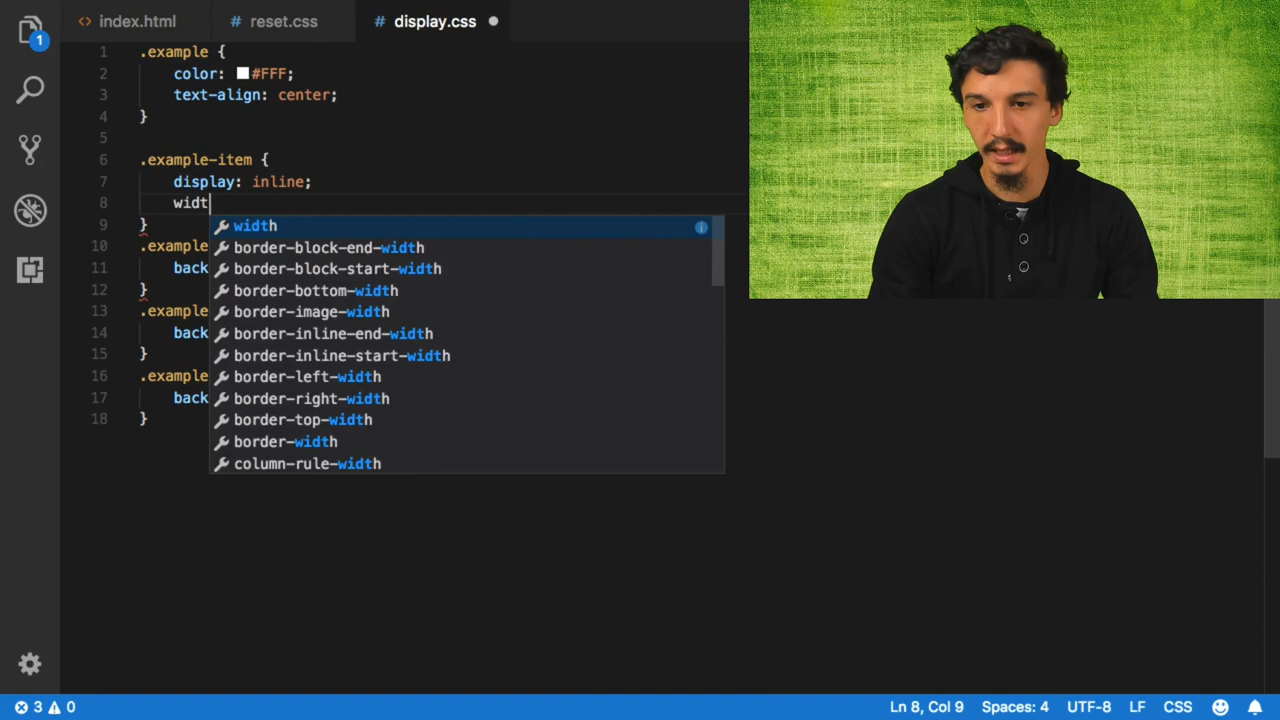 index.html
# reset.css
# display.css
1
1 .example {
2 color: #FFF;
3 text-align: center;
4 }
5
6 .example-item {
7 display: inline;
8 widt
9 }
width
10 .example
border-block-end-width
11 back
border-block-start-width
12 }
border-bottom-width
13 .example
border-image-width
14 back
border-inline-end-width
15 }
border-inline-start-width
16 .example
border-left-width
17 back
border-right-width
18 }
border-top-width
border-width
column-rule-width
3 0
Ln 8, Col 9 Spaces: 4 UTF-8 LF CSS